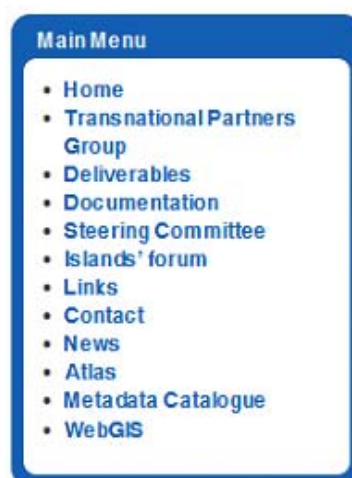 Main Menu
• Home
• Transnational Partners
Group
• Deliverables
• Documentation
• Steering Committee
• Islands' forum
• Links
• Contact
• News
• Atlas
• Metadata Catalogue
• WebGIS